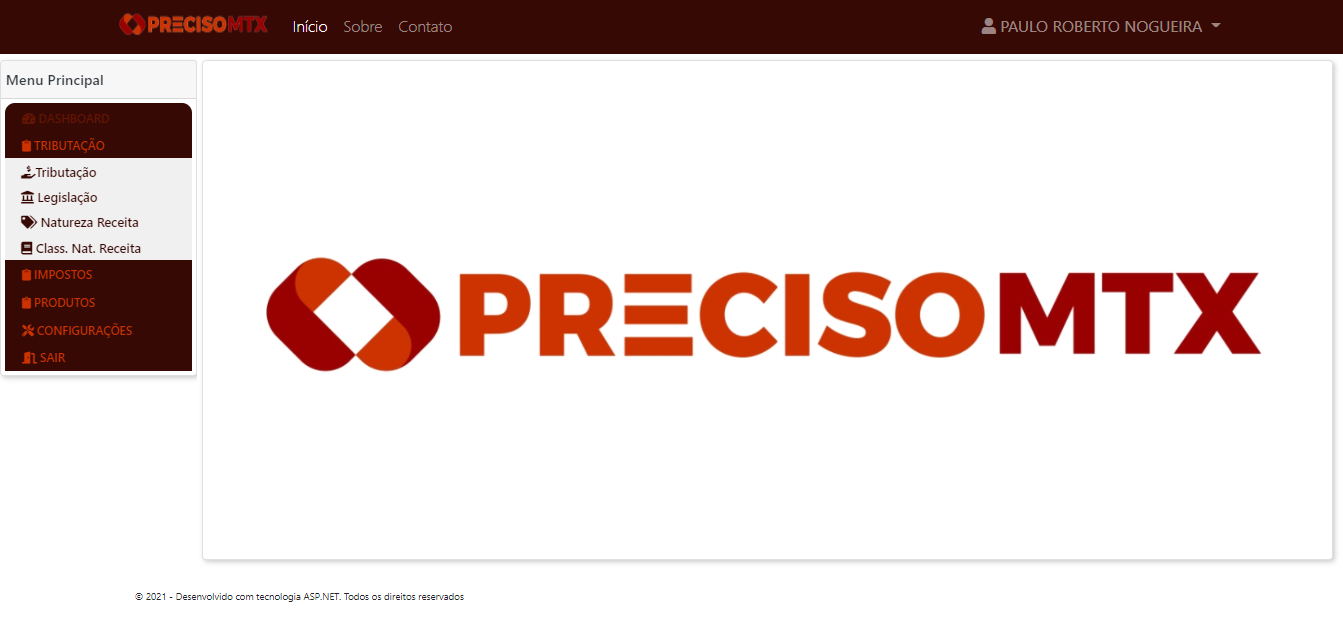 PRECISOMTX Início Sobre Contato PAULO ROBERTO NOGUEIRA
Menu Principal
DASHBOARD
TRIBUTAÇÃO
Tributação
Legislação
Natureza Receita
Class. Nat. Receita
IMPOSTOS
PRODUTOS
CONFIGURAÇÕES
SAIR
PRECISOMTX
© 2021 - Desenvolvido com tecnologia ASP.NET. Todos os direitos reservados